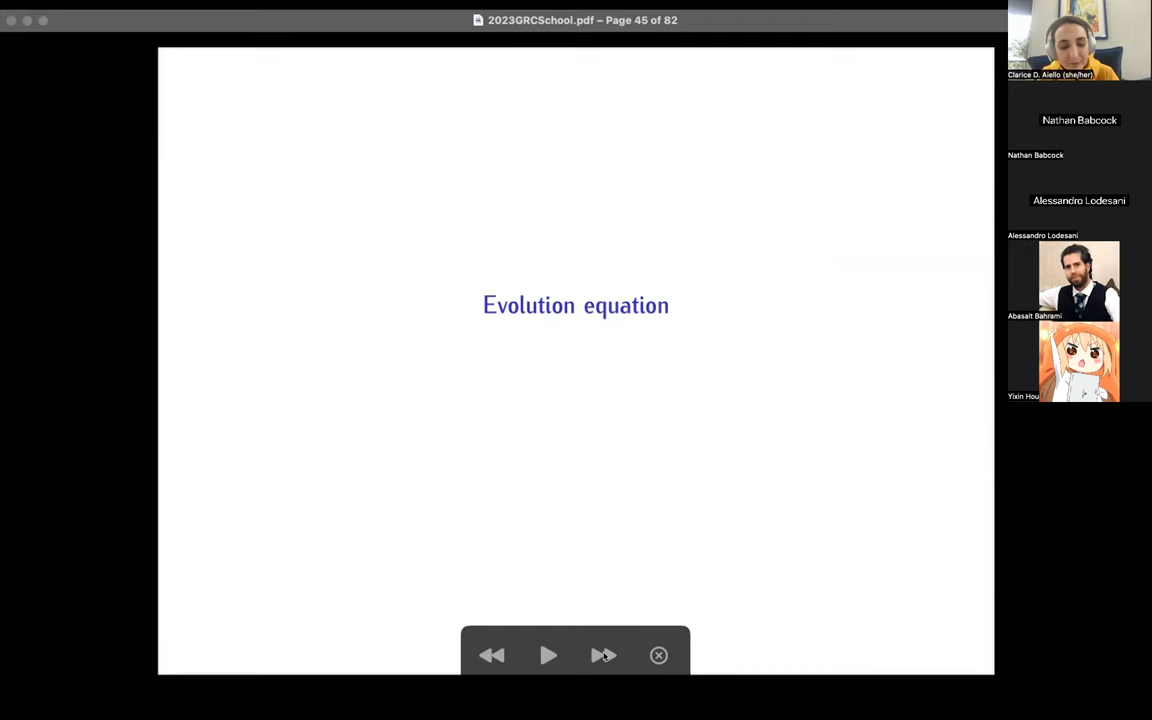 2023GRCSchool.pdf – Page 45 of 82
Evolution equation
Clarice D. Aiello (she/her)
Nathan Babcock
Nathan Babcock
Alessandro Lodesani
Alessandro Lodesani
Abasalt Bahrami
Yixin Hou